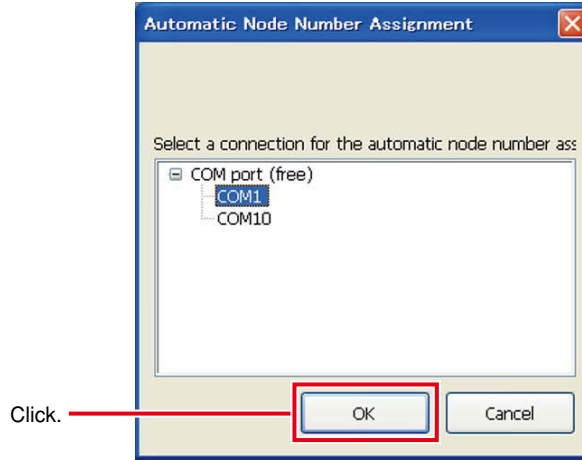 Automatic Node Number Assignment
Select a connection for the automatic node number ass
COM port (free)
COM1
COM10
Click.
OK
Cancel